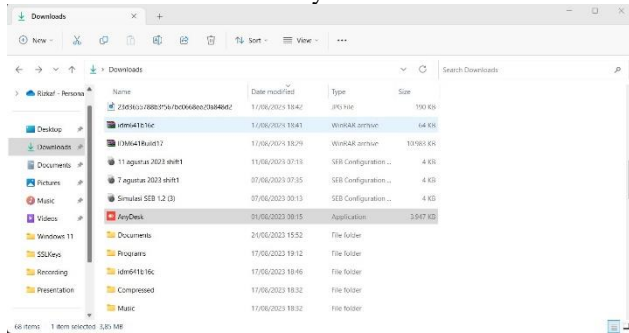 Downloads
New Sort View
Downloads Search Downloads
Rizkaf - Persona
Desktop
Downloads
Documents
Pictures
Music
Videos
Windows 11
SSLKeys
Recording
Presentation
Name Date modified Type Size
17/08/2023 18:42 JPG File 190 KB
idm641b16c 17/08/2023 18:41 WinRAR archive 64 KB
IDM641Build17 17/08/2023 18:29 WinRAR archive 10.983 KB
11 agustus 2023 shift1 11/08/2023 07:13 SEB Configuration ... 4 KB
7 agustus 2023 shift1 07/08/2023 07:35 SEB Configuration ... 4 KB
Simulasi SEB 1.2 (3) 07/08/2023 00:13 SEB Configuration ... 4 KB
AnyDesk 01/08/2023 00:15 Application 3.947 KB
Documents 24/08/2023 15:52 File folder
Programs 17/08/2023 19:12 File folder
idm641b16c 17/08/2023 18:46 File folder
Compressed 17/08/2023 18:32 File folder
Music 17/08/2023 18:32 File folder
68 items 1 item selected 3,85 MB